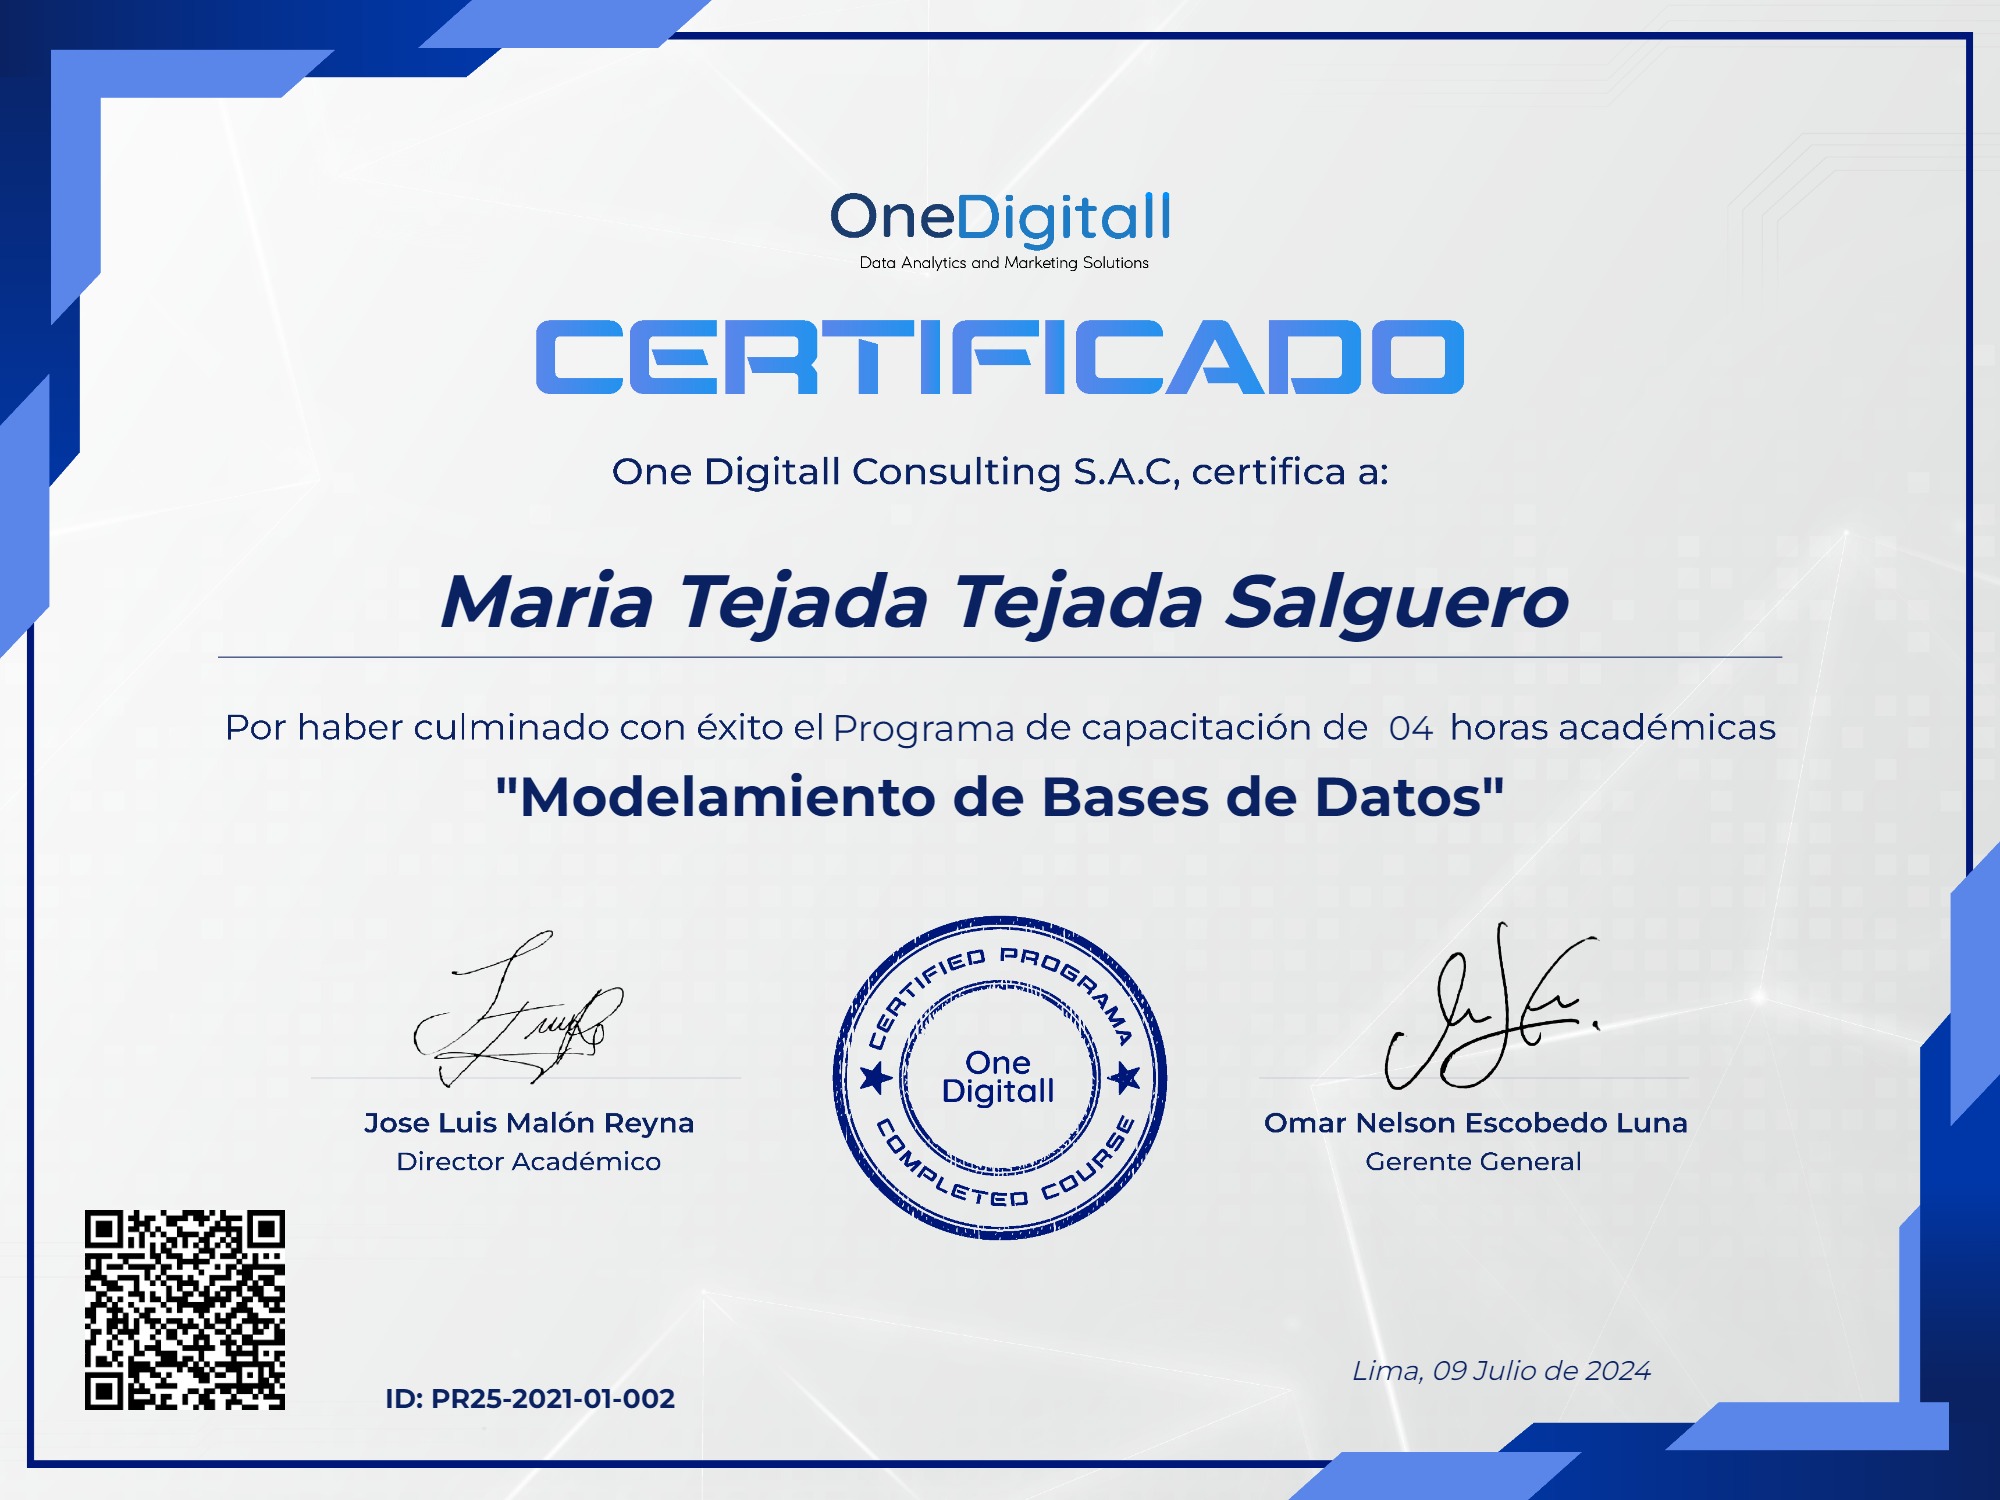 OneDigitall
Data Analytics and Marketing Solutions
CERTIFICADO
One Digitall Consulting S.A.C, certifica a:
Maria Tejada Tejada Salguero
Por haber culminado con éxito el Programa de capacitación de 04 horas académicas
"Modelamiento de Bases de Datos"
CERTIFIED PROGRAMA
One
Digitall
COMPLETED COURSE
Jose Luis Malón Reyna
Director Académico
Omar Nelson Escobedo Luna
Gerente General
Lima, 09 Julio de 2024
ID: PR25-2021-01-002